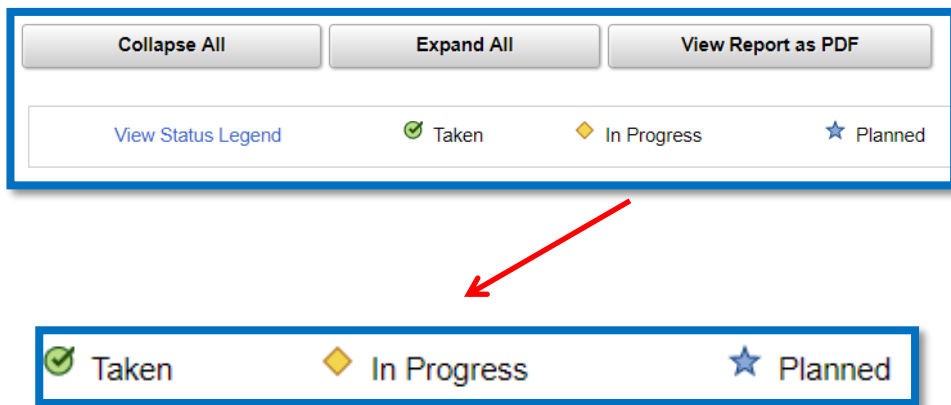 Collapse All Expand All View Report as PDF
View Status Legend Taken In Progress Planned
Taken In Progress Planned